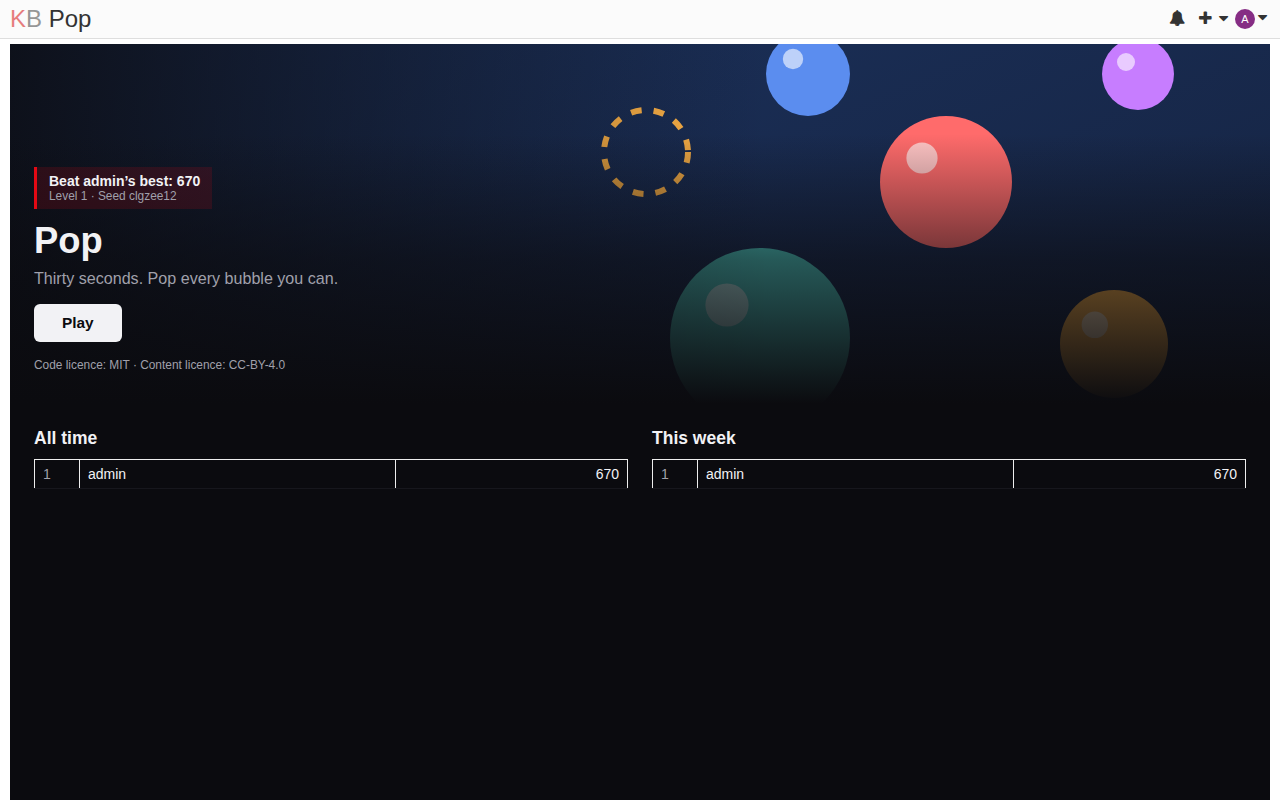 KB Pop
A
Beat admin’s best: 670
Level 1 · Seed clgzee12
Pop
Thirty seconds. Pop every bubble you can.
Play
Code licence: MIT · Content licence: CC-BY-4.0
All time
1 admin 670
This week
1 admin 670